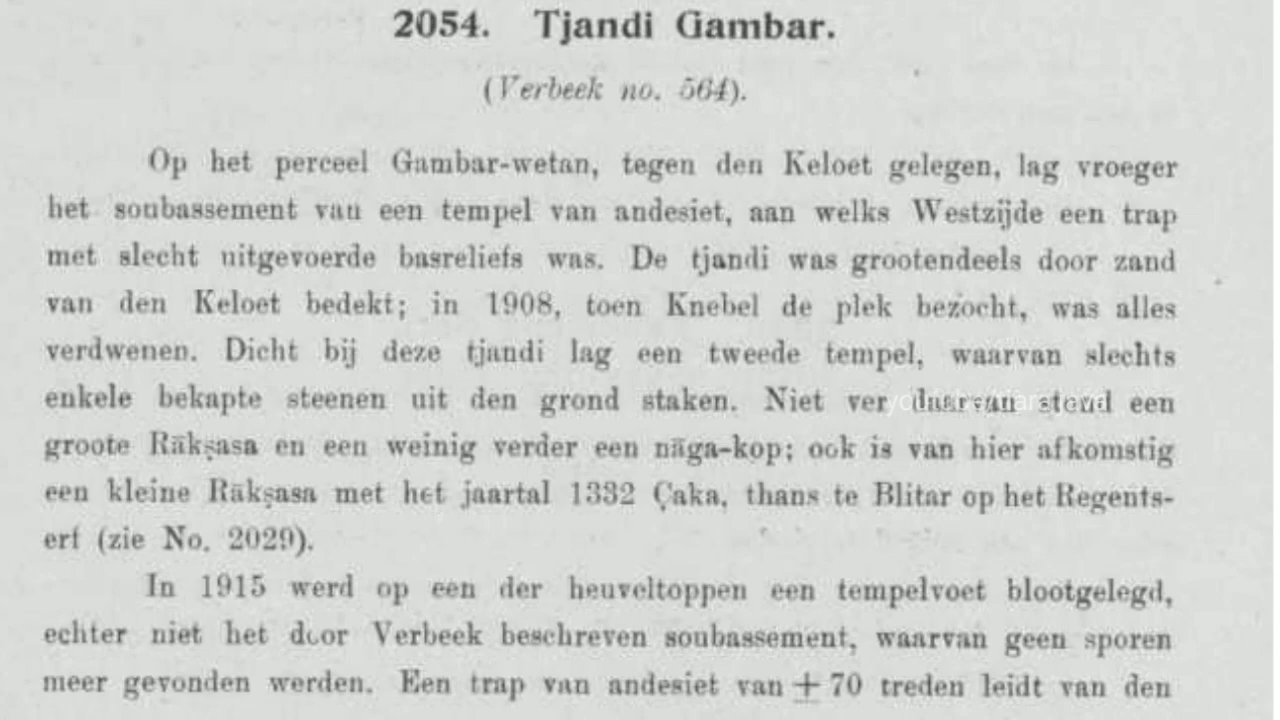 2054. Tjandi Gambar.
(Verbeek no. 564).
Op het perceel Gambar-wetan, tegen den Keloet gelegen, lag vroeger
het soubassement van een tempel van andesiet, aan welks Westzijde een trap
met slecht uitgevoerde basreliefs was. De tjandi was grootendeels door zand
van den Keloet bedekt; in 1908, toen Knebel de plek bezocht, was alles
verdwenen. Dicht bij deze tjandi lag een tweede tempel, waarvan slechts
enkele bekapte steenen uit den grond staken. Niet ver daarvan stond een
groote Rākṣasa en een weinig verder een nāga-kop; ook is van hier afkomstig
een kleine Rākṣasa met het jaartal 1332 Çaka, thans te Blitar op het Regents-
erf (zie No. 2029).
In 1915 werd op een der heuveltoppen een tempelvoet blootgelegd,
echter niet het door Verbeek beschreven soubassement, waarvan geen sporen
meer gevonden werden. Een trap van andesiet van ± 70 treden leidt van den